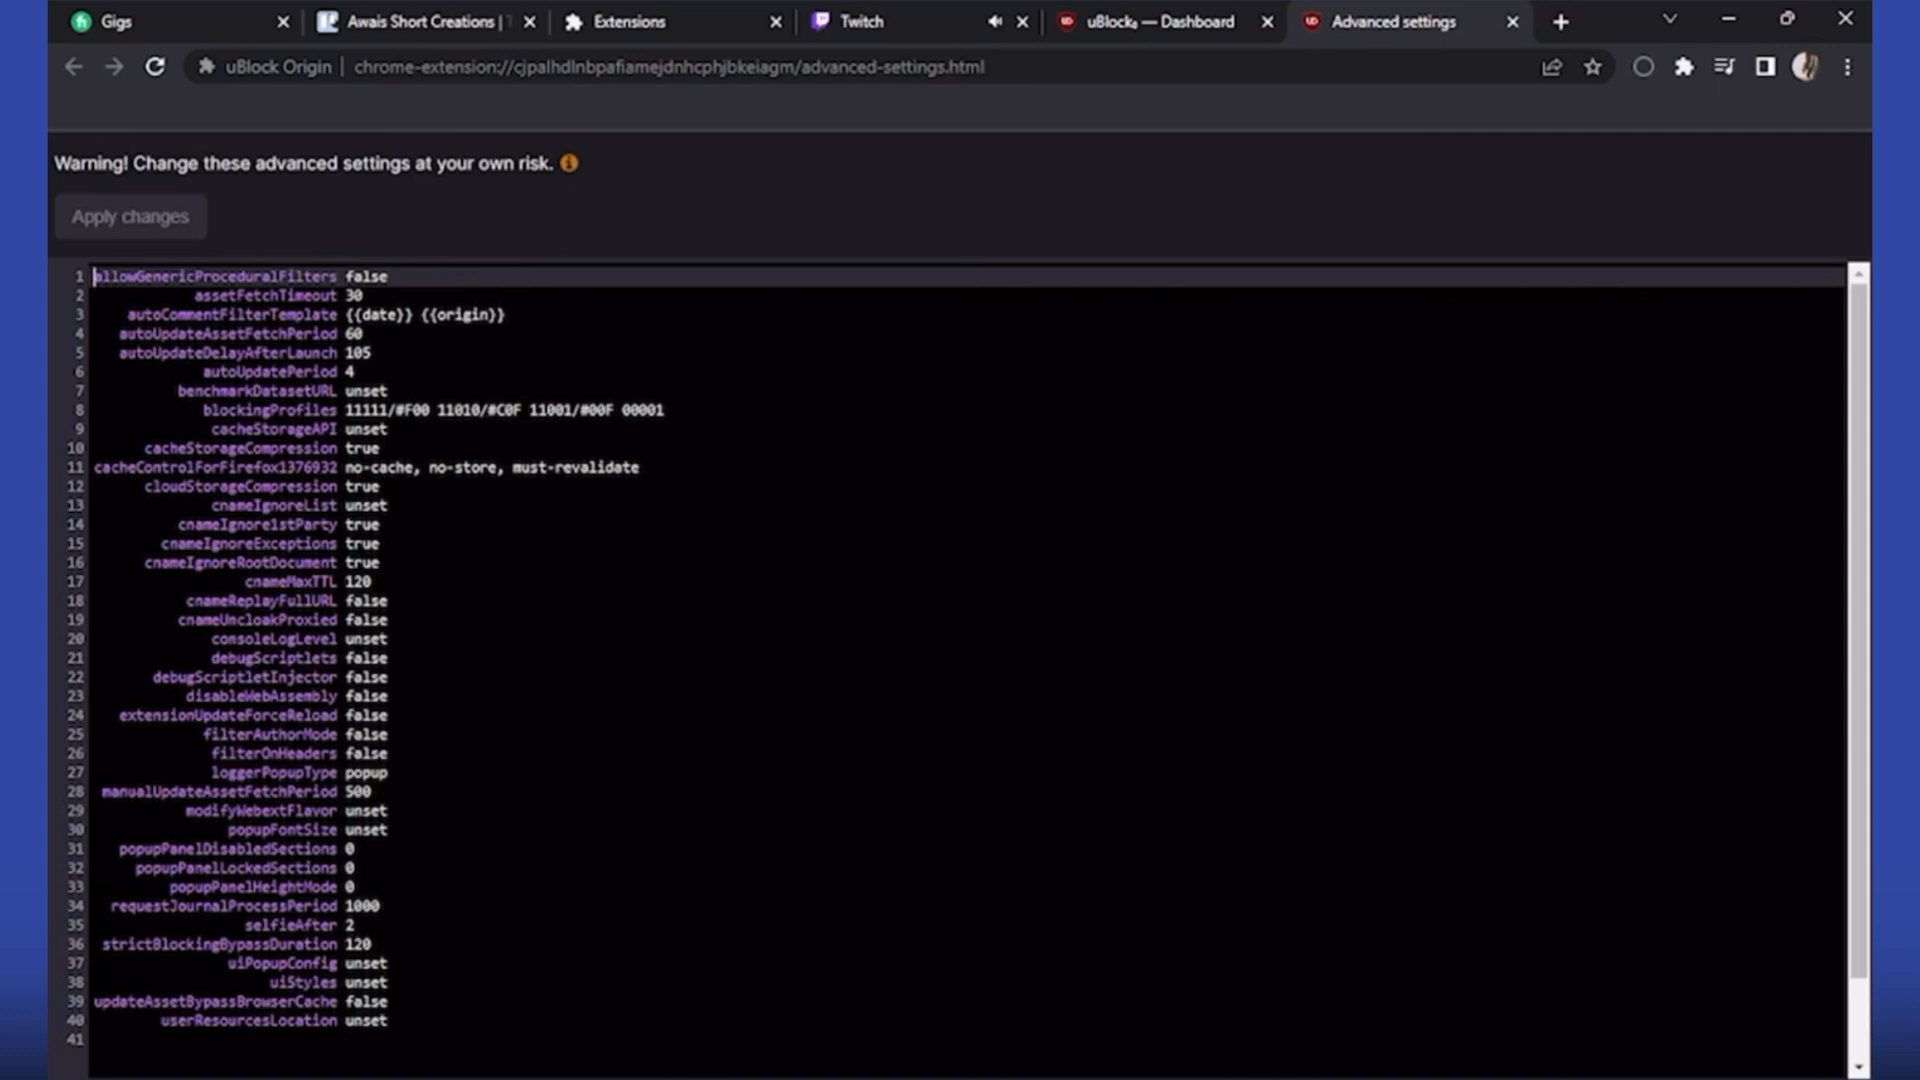 Gigs
Awais Short Creations |
Extensions
Twitch
uBlock₀ — Dashboard
Advanced settings
uBlock Origin | chrome-extension://cjpalhdlnbpafiamejdnhcphjbkeiagm/advanced-settings.html
Warning! Change these advanced settings at your own risk.
Apply changes
1 allowGenericProceduralFilters false
2 assetFetchTimeout 30
3 autoCommentFilterTemplate {{date}} {{origin}}
4 autoUpdateAssetFetchPeriod 60
5 autoUpdateDelayAfterLaunch 105
6 autoUpdatePeriod 4
7 benchmarkDatasetURL unset
8 blockingProfiles 11111/#F00 11010/#C0F 11001/#00F 00001
9 cacheStorageAPI unset
10 cacheStorageCompression true
11 cacheControlForFirefox1376932 no-cache, no-store, must-revalidate
12 cloudStorageCompression true
13 cnameIgnoreList unset
14 cnameIgnore1stParty true
15 cnameIgnoreExceptions true
16 cnameIgnoreRootDocument true
17 cnameMaxTTL 120
18 cnameReplayFullURL false
19 cnameUncloakProxied false
20 consoleLogLevel unset
21 debugScriptlets false
22 debugScriptletInjector false
23 disableWebAssembly false
24 extensionUpdateForceReload false
25 filterAuthorMode false
26 filterOnHeaders false
27 loggerPopupType popup
28 manualUpdateAssetFetchPeriod 500
29 modifyWebextFlavor unset
30 popupFontSize unset
31 popupPanelDisabledSections 0
32 popupPanelLockedSections 0
33 popupPanelHeightMode 0
34 requestJournalProcessPeriod 1000
35 selfieAfter 2
36 strictBlockingBypassDuration 120
37 uiPopupConfig unset
38 uiStyles unset
39 updateAssetBypassBrowserCache false
40 userResourcesLocation unset
41